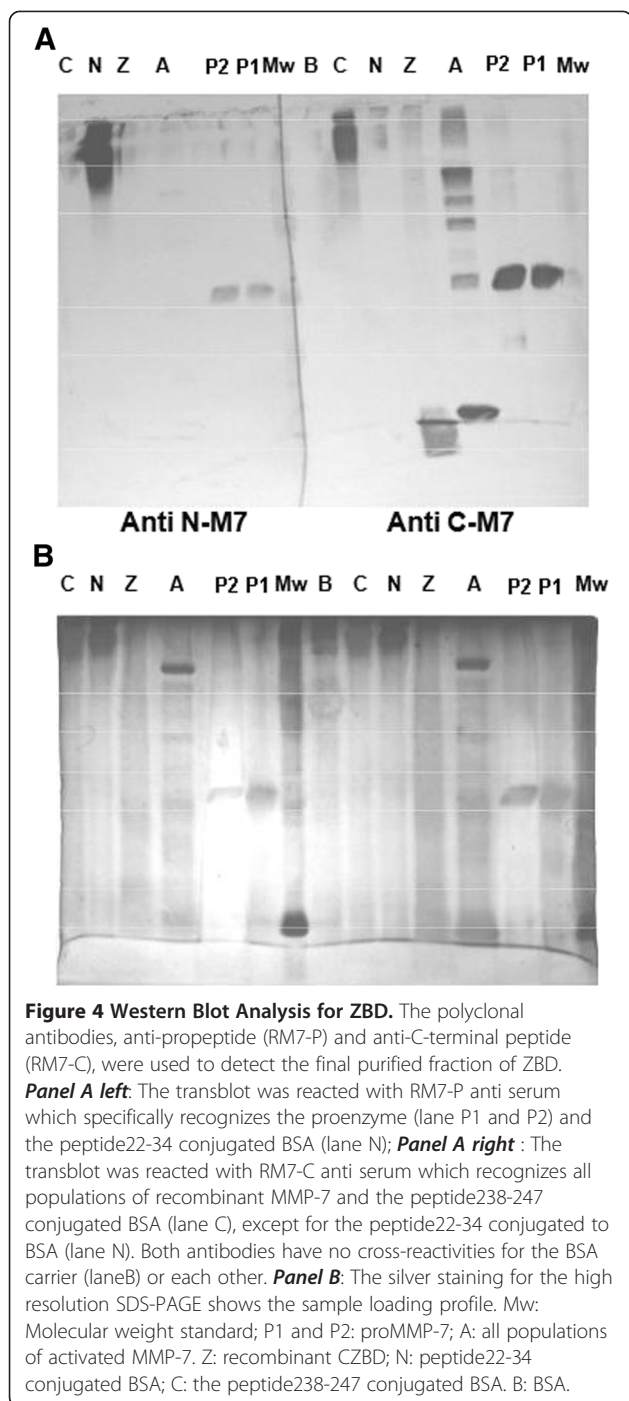 A
C N Z A P2 P1 Mw B C N Z A P2 P1 Mw
Anti N-M7 Anti C-M7
B
C N Z A P2 P1 Mw B C N Z A P2 P1 Mw
Figure 4 Western Blot Analysis for ZBD. The polyclonal
antibodies, anti-propeptide (RM7-P) and anti-C-terminal peptide
(RM7-C), were used to detect the final purified fraction of ZBD.
Panel A left: The transblot was reacted with RM7-P anti serum
which specifically recognizes the proenzyme (lane P1 and P2) and
the peptide22-34 conjugated BSA (lane N); Panel A right : The
transblot was reacted with RM7-C anti serum which recognizes all
populations of recombinant MMP-7 and the peptide238-247
conjugated BSA (lane C), except for the peptide22-34 conjugated to
BSA (lane N). Both antibodies have no cross-reactivities for the BSA
carrier (laneB) or each other. Panel B: The silver staining for the high
resolution SDS-PAGE shows the sample loading profile. Mw:
Molecular weight standard; P1 and P2: proMMP-7; A: all populations
of activated MMP-7. Z: recombinant CZBD; N: peptide22-34
conjugated BSA; C: the peptide238-247 conjugated BSA. B: BSA.